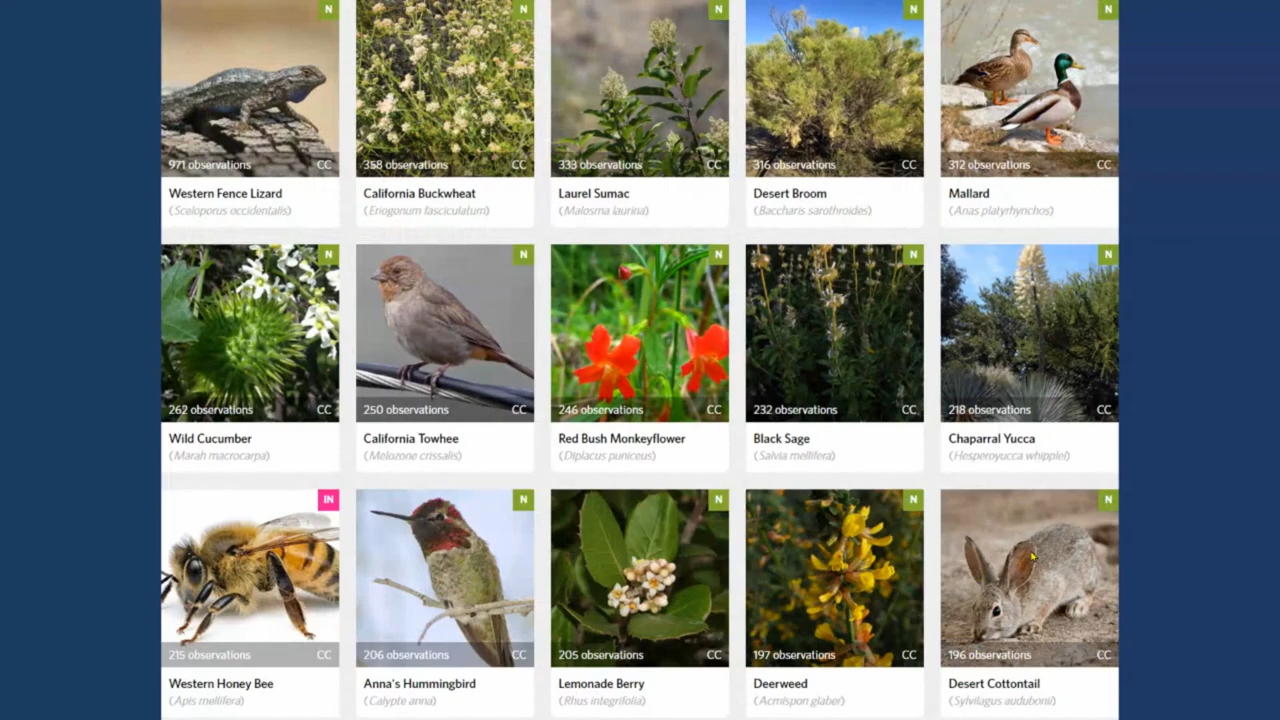 N
N
N
N
N
971 observations CC
358 observations CC
333 observations CC
316 observations CC
312 observations CC
Western Fence Lizard
(Sceloporus occidentalis)
California Buckwheat
(Eriogonum fasciculatum)
Laurel Sumac
(Malosma laurina)
Desert Broom
(Baccharis sarothroides)
Mallard
(Anas platyrhynchos)
N
N
N
N
N
262 observations CC
250 observations CC
246 observations CC
232 observations CC
218 observations CC
Wild Cucumber
(Marah macrocarpa)
California Towhee
(Melozone crissalis)
Red Bush Monkeyflower
(Diplacus puniceus)
Black Sage
(Salvia mellifera)
Chaparral Yucca
(Hesperoyucca whipplei)
IN
N
N
N
N
215 observations CC
206 observations CC
205 observations CC
197 observations CC
196 observations CC
Western Honey Bee
(Apis mellifera)
Anna's Hummingbird
(Calypte anna)
Lemonade Berry
(Rhus integrifolia)
Deerweed
(Acmispon glaber)
Desert Cottontail
(Sylvilagus audubonii)